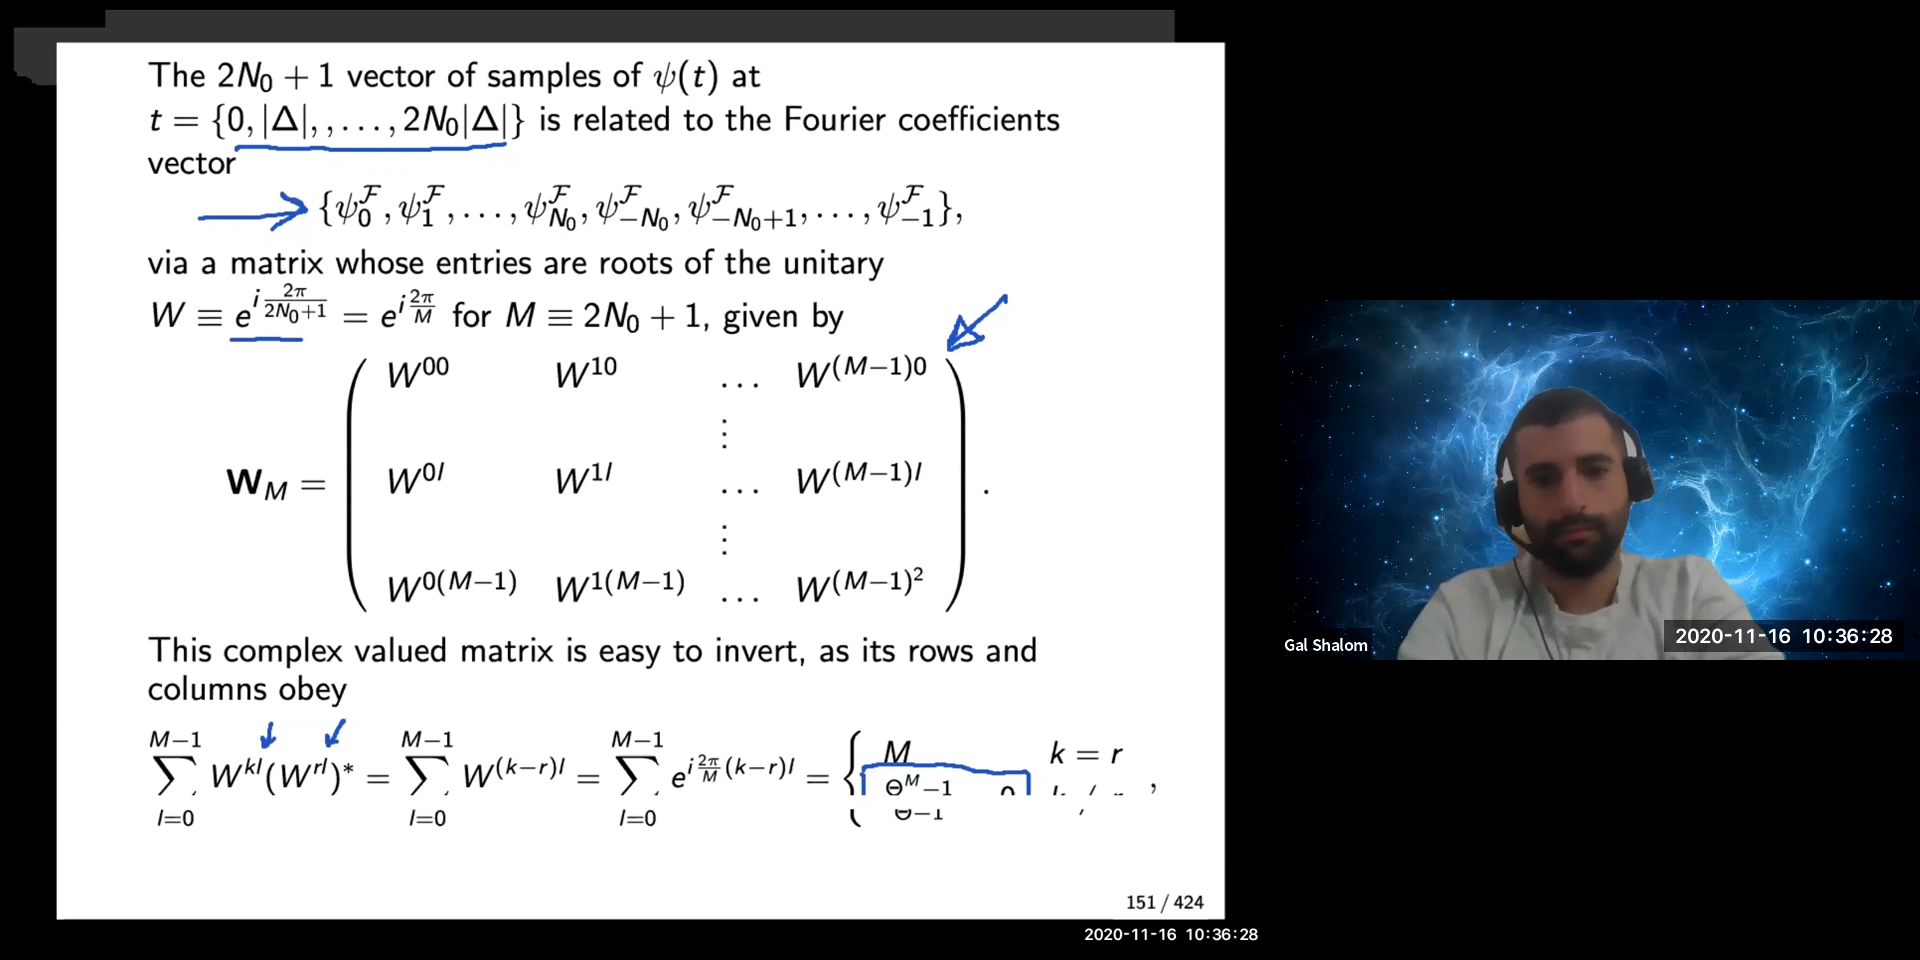 The 2N₀ + 1 vector of samples of ψ(t) at
t = {0, |Δ|, , . . . , 2N₀|Δ|} is related to the Fourier coefficients
vector
{ψ₀^ℱ, ψ₁^ℱ, . . . , ψ_{N₀}^ℱ, ψ_{−N₀}^ℱ, ψ_{−N₀+1}^ℱ, . . . , ψ_{−1}^ℱ},
via a matrix whose entries are roots of the unitary
W ≡ e^{i 2π/(2N₀+1)} = e^{i 2π/M} for M ≡ 2N₀ + 1, given by
W^{00} W^{10} . . . W^{(M−1)0}
⋮
𝐖_M = W^{0l} W^{1l} . . . W^{(M−1)l} .
⋮
W^{0(M−1)} W^{1(M−1)} . . . W^{(M−1)²}
This complex valued matrix is easy to invert, as its rows and
columns obey
∑_{l=0}^{M−1} W^{kl}(W^{rl})* = ∑_{l=0}^{M−1} W^{(k−r)l} = ∑_{l=0}^{M−1} e^{i 2π/M (k−r)l} = { M k = r
Θ^M−1
Θ−1 ,
151 / 424
2020-11-16 10:36:28
Gal Shalom
2020-11-16 10:36:28